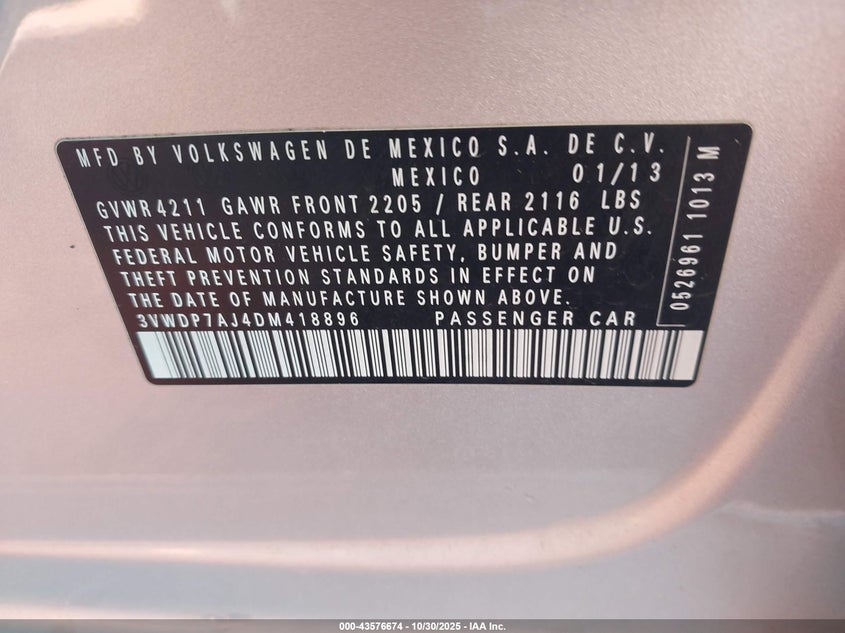 MFD BY VOLKSWAGEN DE MEXICO S.A. DE C.V.
MEXICO 01/13
GVWR 4211 GAWR FRONT 2205 / REAR 2116 LBS
THIS VEHICLE CONFORMS TO ALL APPLICABLE U.S.
FEDERAL MOTOR VEHICLE SAFETY, BUMPER AND
THEFT PREVENTION STANDARDS IN EFFECT ON
THE DATE OF MANUFACTURE SHOWN ABOVE.
3VWDP7AJ4DM418896 PASSENGER CAR
0526961 1013 M
000-43576674 / 10/30/2025 - IAA Inc.